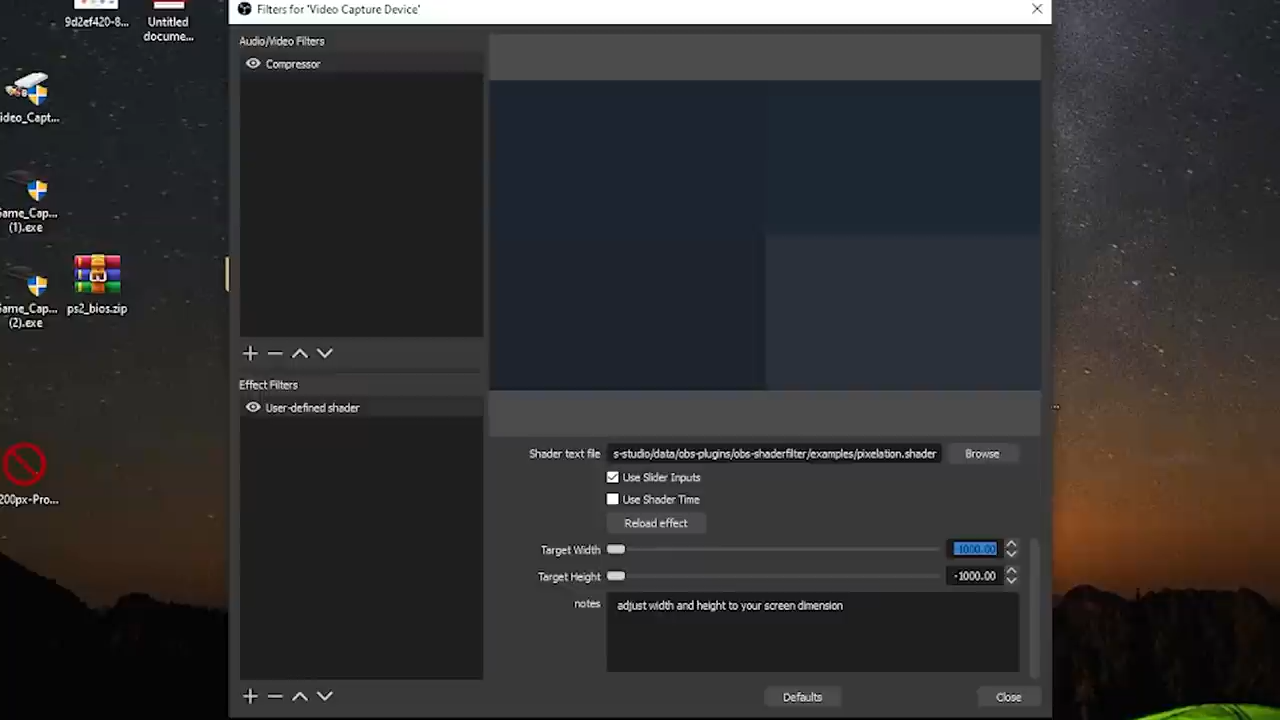 9d2ef420-8...
Untitled
docume...
Filters for 'Video Capture Device'
Audio/Video Filters
Compressor
ideo_Capt...
ame_Cap...
(1).exe
ame_Cap...
(2).exe
ps2_bios.zip
Effect Filters
User-defined shader
200px-Pro...
Shader text file
s-studio/data/obs-plugins/obs-shaderfilter/examples/pixelation.shader
Browse
Use Slider Inputs
Use Shader Time
Reload effect
Target Width
1000.00
Target Height
-1000.00
notes
adjust width and height to your screen dimension
Defaults
Close